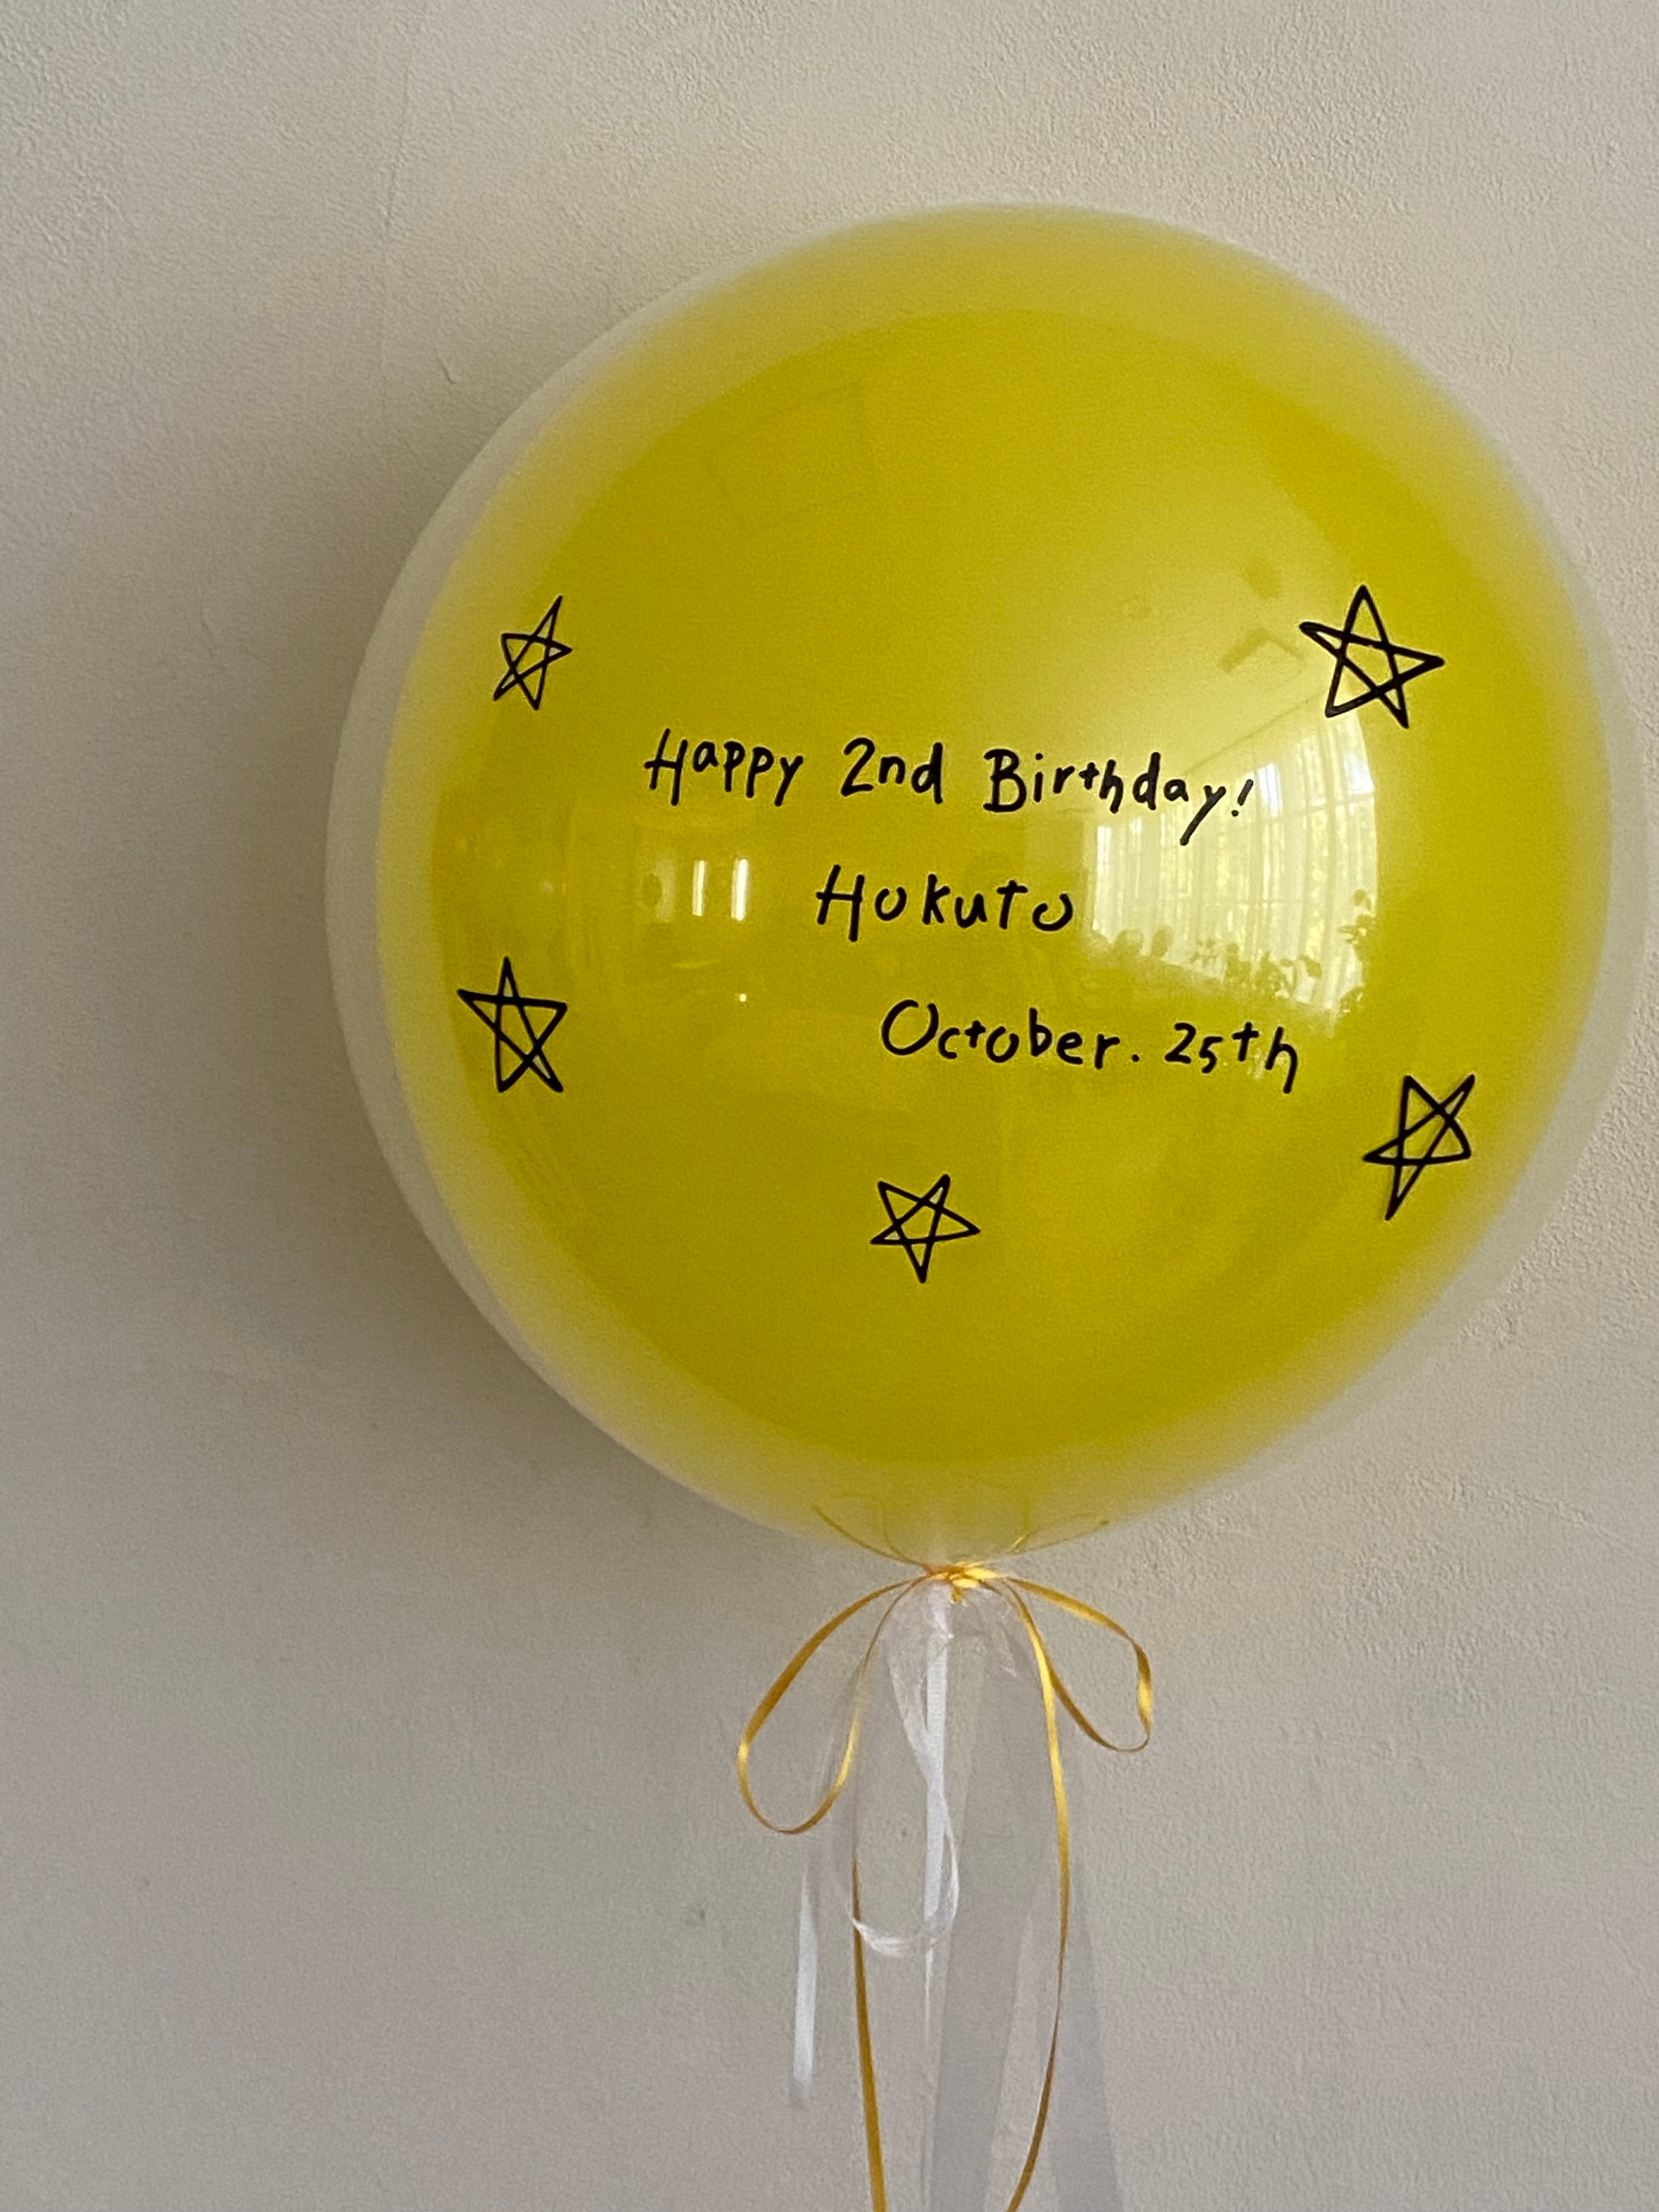 Happy 2nd Birthday!
Hokuto
October. 25th